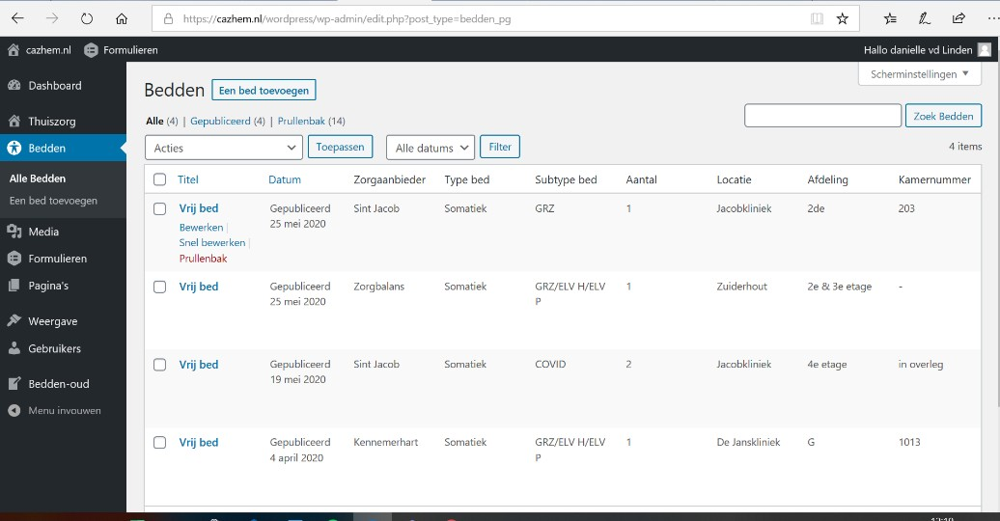 https://cazhem.nl/wordpress/wp-admin/edit.php?post_type=bedden_pg
cazhem.nl Formulieren Hallo danielle vd Linden
Scherminstellingen
Dashboard
Thuiszorg
Bedden
Alle Bedden
Een bed toevoegen
Media
Formulieren
Pagina's
Weergave
Gebruikers
Bedden-oud
Menu invouwen
Bedden Een bed toevoegen
Alle (4) | Gepubliceerd (4) | Prullenbak (14)
Zoek Bedden
Acties Toepassen Alle datums Filter 4 items
Titel Datum Zorgaanbieder Type bed Subtype bed Aantal Locatie Afdeling Kamernummer
Vrij bed Gepubliceerd Sint Jacob Somatiek GRZ 1 Jacobkliniek 2de 203
25 mei 2020
Bewerken |
Snel bewerken |
Prullenbak
Vrij bed Gepubliceerd Zorgbalans Somatiek GRZ/ELV H/ELV 1 Zuiderhout 2e & 3e etage -
25 mei 2020 P
Vrij bed Gepubliceerd Sint Jacob Somatiek COVID 2 Jacobkliniek 4e etage in overleg
19 mei 2020
Vrij bed Gepubliceerd Kennemerhart Somatiek GRZ/ELV H/ELV 1 De Janskliniek G 1013
4 april 2020 P